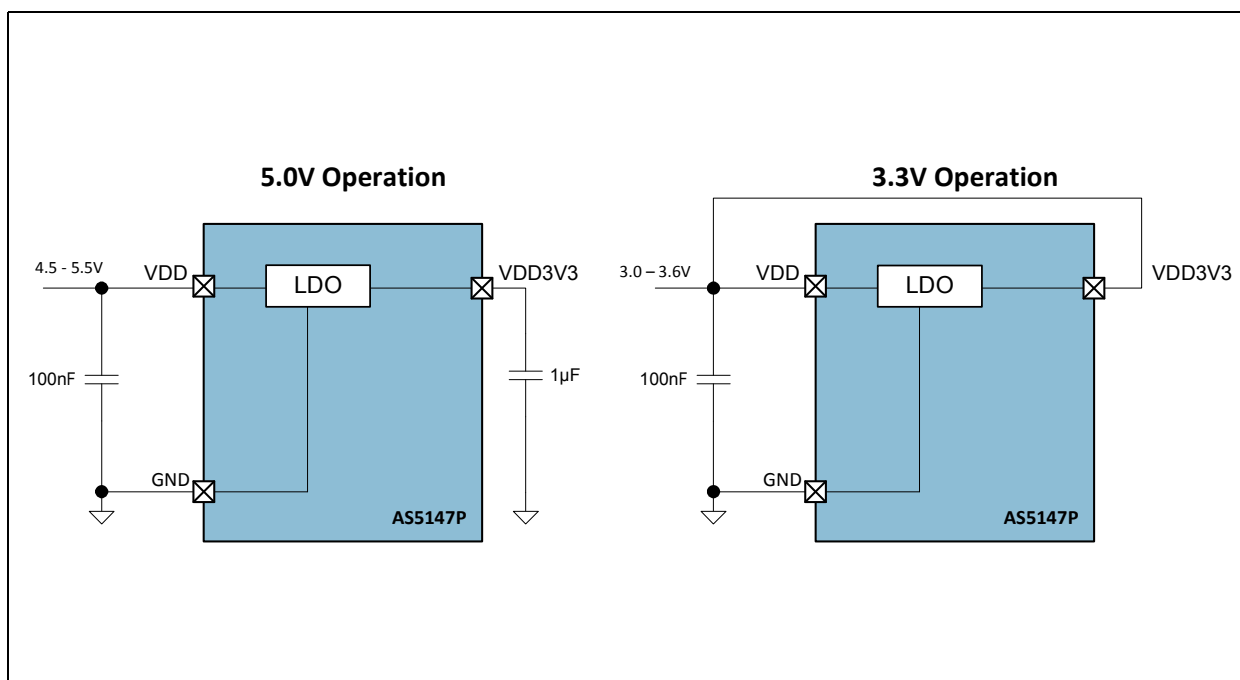 5.0V Operation
4.5 - 5.5V
VDD
LDO
VDD3V3
100nF
1µF
GND
AS5147P
3.3V Operation
3.0 – 3.6V
VDD
LDO
VDD3V3
100nF
GND
AS5147P